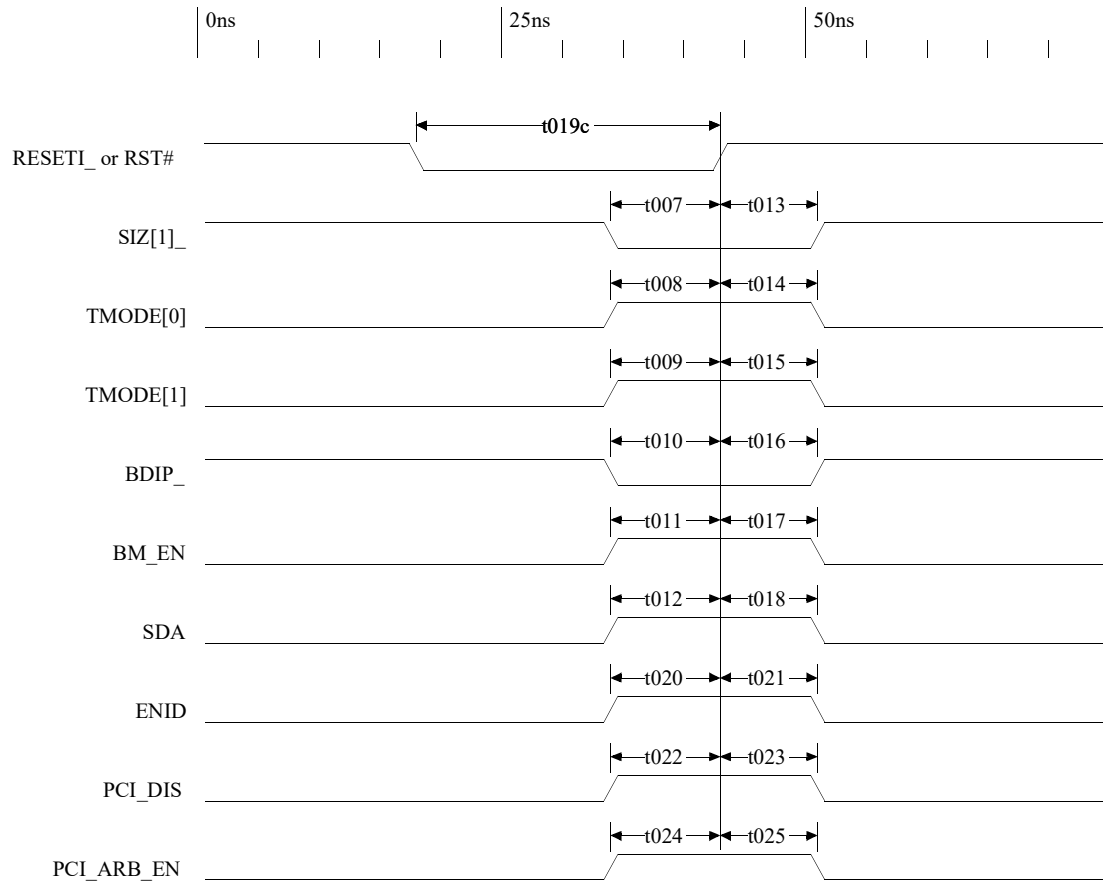 0ns 25ns 50ns
t019c
RESETI_ or RST#
t007 t013
SIZ[1]_
t008 t014
TMODE[0]
t009 t015
TMODE[1]
t010 t016
BDIP_
t011 t017
BM_EN
t012 t018
SDA
t020 t021
ENID
t022 t023
PCI_DIS
t024 t025
PCI_ARB_EN